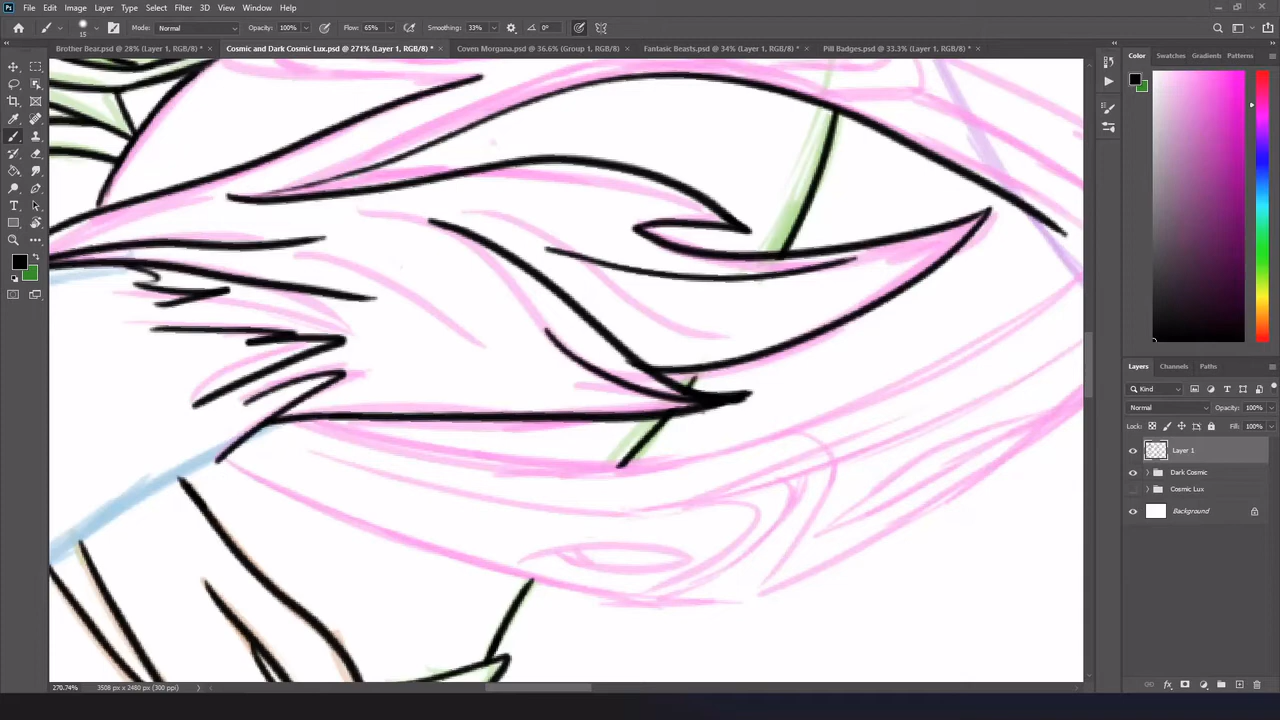 Ps File Edit Image Layer Type Select Filter 3D View Window Help
15 Mode: Normal Opacity: 100% Flow: 65% Smoothing: 33% 0°
Brother Bear.psd @ 28% (Layer 1, RGB/8) * × Cosmic and Dark Cosmic Lux.psd @ 271% (Layer 1, RGB/8) * × Coven Morgana.psd @ 36.6% (Group 1, RGB/8) × Fantasic Beasts.psd @ 34% (Layer 1, RGB/8) * × Pill Badges.psd @ 33.3% (Layer 1, RGB/8) * ×
Color Swatches Gradients Patterns
Layers Channels Paths
Kind
Normal Opacity: 100%
Lock: Fill: 100%
Layer 1
Dark Cosmic
Cosmic Lux
Background
270.74% 3508 px x 2480 px (300 ppi)